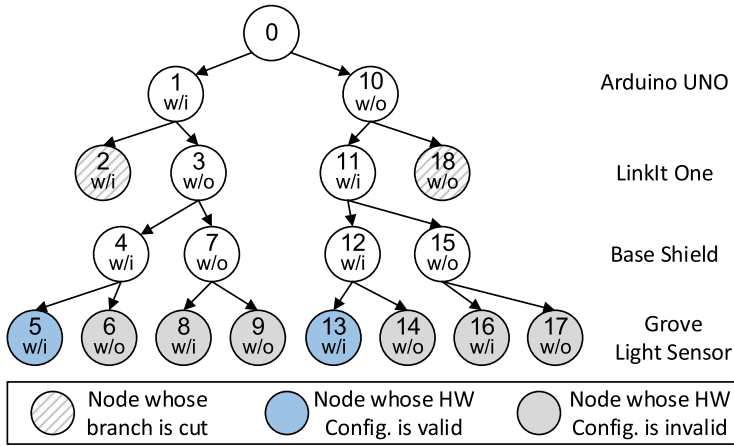 0
1
w/i
10
w/o
Arduino UNO
2
w/i
3
w/o
11
w/i
18
w/o
LinkIt One
4
w/i
7
w/o
12
w/i
15
w/o
Base Shield
5
w/i
6
w/o
8
w/i
9
w/o
13
w/i
14
w/o
16
w/i
17
w/o
Grove
Light Sensor
Node whose
branch is cut
Node whose HW
Config. is valid
Node whose HW
Config. is invalid